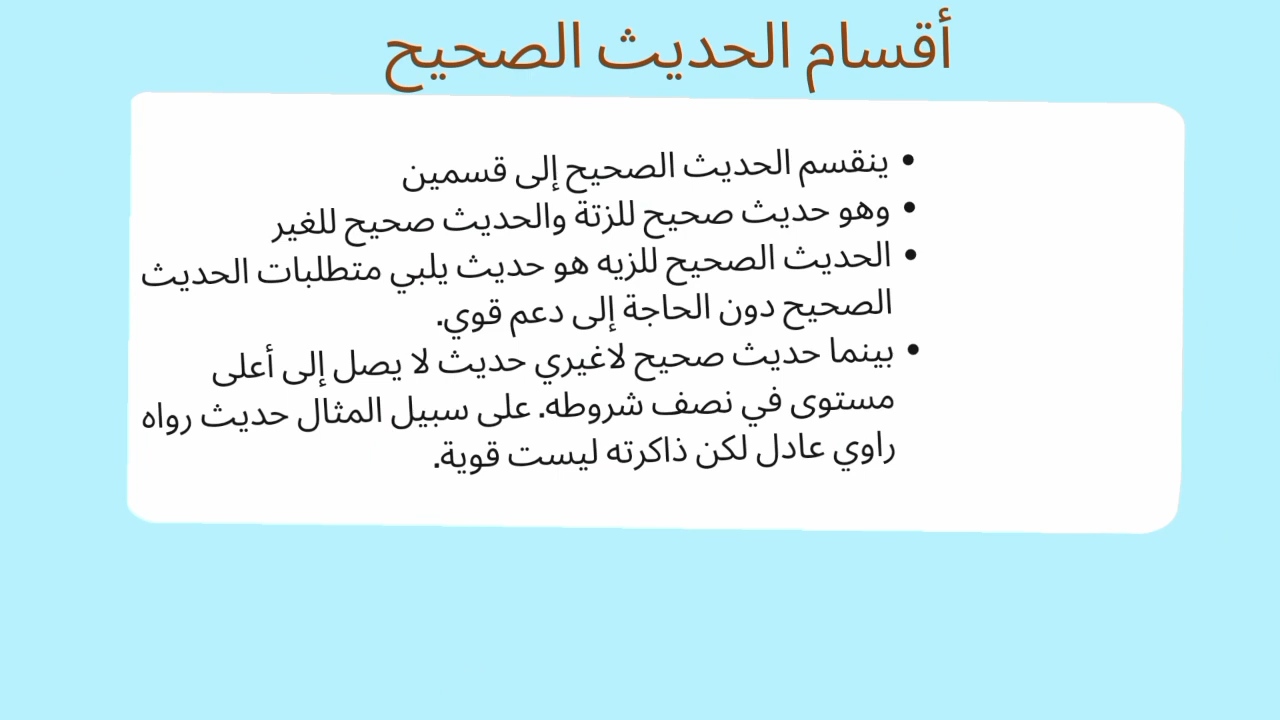 أقسام الحديث الصحيح
• ينقسم الحديث الصحيح إلى قسمين
• وهو حديث صحيح للزتة والحديث صحيح للغير
• الحديث الصحيح للزيه هو حديث يلبي متطلبات الحديث
الصحيح دون الحاجة إلى دعم قوي.
• بينما حديث صحيح لاغيري حديث لا يصل إلى أعلى
مستوى في نصف شروطه. على سبيل المثال حديث رواه
راوي عادل لكن ذاكرته ليست قوية.